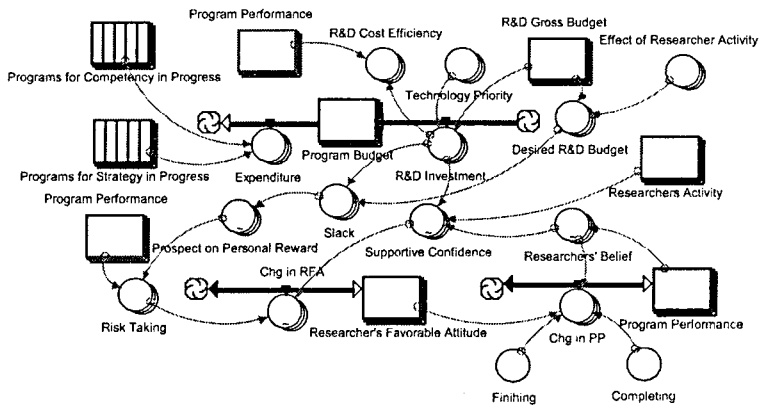 Program Performance
R&D Cost Efficiency
R&D Gross Budget
Effect of Researcher Activity
Programs for Competency in Progress
Technology Priority
Program Budget
Desired R&D Budget
Programs for Strategy in Progress
Expenditure
R&D Investment
Researchers Activity
Program Performance
Slack
Prospect on Personal Reward
Supportive Confidence
Researchers' Belief
Chg in RFA
Risk Taking
Researcher's Favorable Attitude
Chg in PP
Program Performance
Finihing
Completing